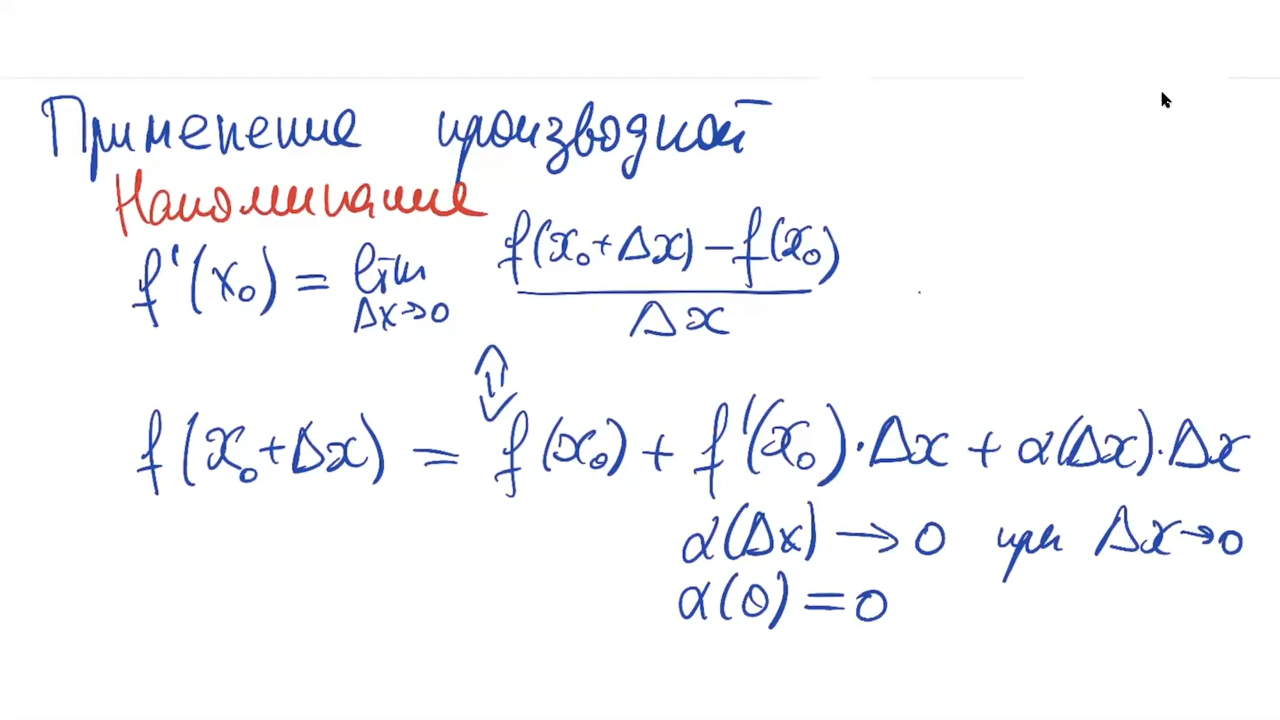 Применение производной
Напоминание
f'(x₀) = lim_{Δx→0} (f(x₀+Δx) − f(x₀)) / Δx
⇕
f(x₀+Δx) = f(x₀) + f'(x₀)·Δx + α(Δx)·Δx
α(Δx) → 0 при Δx→0
α(0) = 0